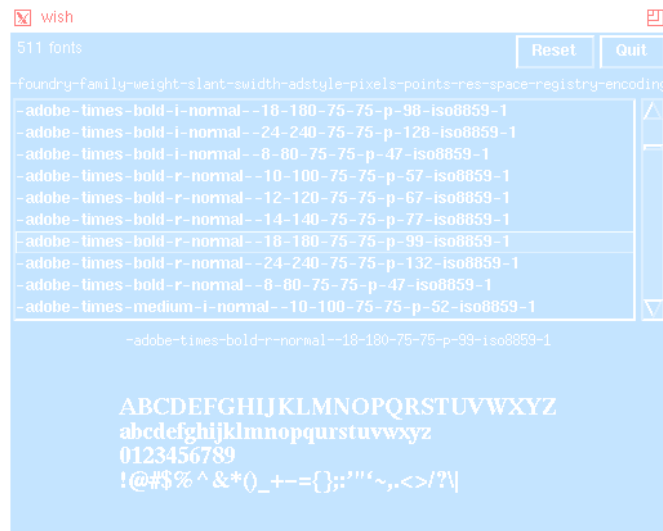 wish
511 fonts
Reset
Quit
-foundry-family-weight-slant-swidth-adstyle-pixels-points-res-space-registry-encoding
-adobe-times-bold-i-normal--18-180-75-75-p-98-iso8859-1
-adobe-times-bold-i-normal--24-240-75-75-p-128-iso8859-1
-adobe-times-bold-i-normal--8-80-75-75-p-47-iso8859-1
-adobe-times-bold-r-normal--10-100-75-75-p-57-iso8859-1
-adobe-times-bold-r-normal--12-120-75-75-p-67-iso8859-1
-adobe-times-bold-r-normal--14-140-75-75-p-77-iso8859-1
-adobe-times-bold-r-normal--18-180-75-75-p-99-iso8859-1
-adobe-times-bold-r-normal--24-240-75-75-p-132-iso8859-1
-adobe-times-bold-r-normal--8-80-75-75-p-47-iso8859-1
-adobe-times-medium-i-normal--10-100-75-75-p-52-iso8859-1
-adobe-times-bold-r-normal--18-180-75-75-p-99-iso8859-1
ABCDEFGHIJKLMNOPQRSTUVWXYZ
abcdefghijklmnopqurstuvwxyz
0123456789
!@#$%^&*()_+-={};:'"‘~,.<>/?\|